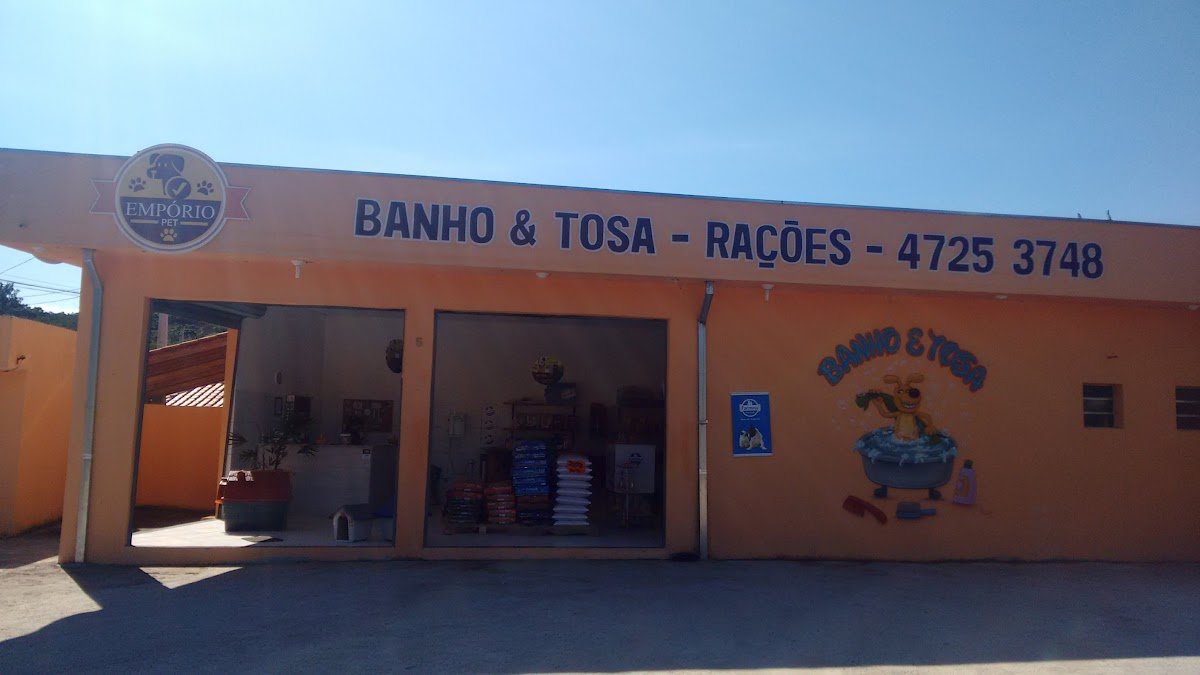 EMPÓRIO
PET
BANHO & TOSA - RAÇÕES - 4725 3748
BANHO & TOSA